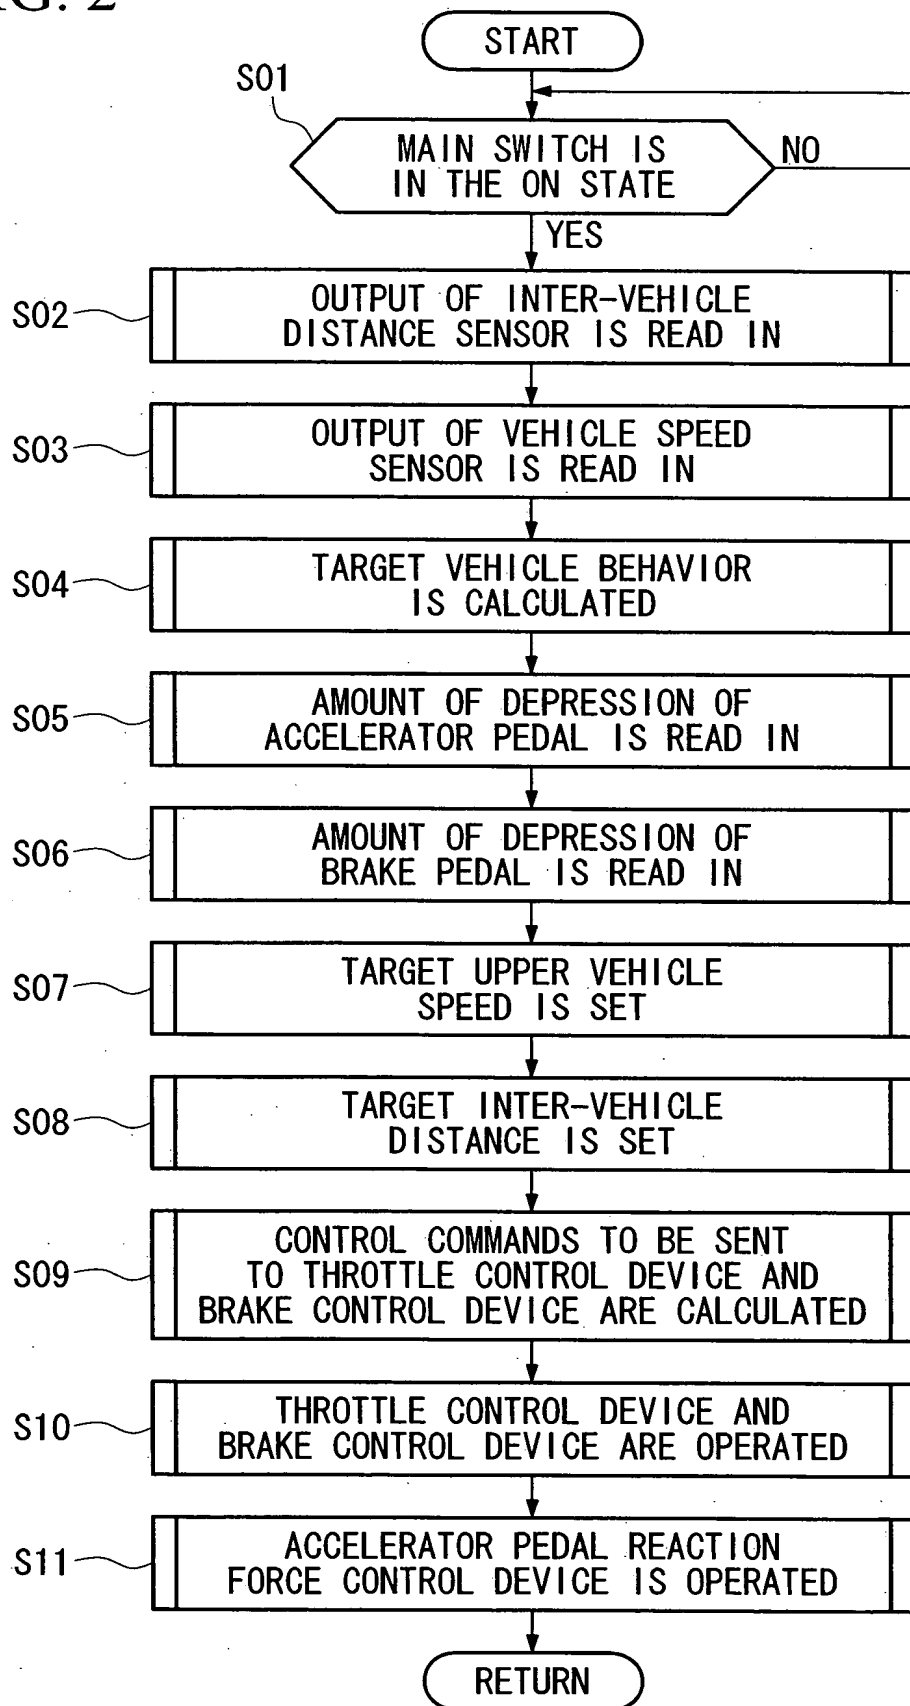 FIG. 2
START
S01
MAIN SWITCH IS
IN THE ON STATE
NO
YES
S02
OUTPUT OF INTER-VEHICLE
DISTANCE SENSOR IS READ IN
S03
OUTPUT OF VEHICLE SPEED
SENSOR IS READ IN
S04
TARGET VEHICLE BEHAVIOR
IS CALCULATED
S05
AMOUNT OF DEPRESSION OF
ACCELERATOR PEDAL IS READ IN
S06
AMOUNT OF DEPRESSION OF
BRAKE PEDAL IS READ IN
S07
TARGET UPPER VEHICLE
SPEED IS SET
S08
TARGET INTER-VEHICLE
DISTANCE IS SET
S09
CONTROL COMMANDS TO BE SENT
TO THROTTLE CONTROL DEVICE AND
BRAKE CONTROL DEVICE ARE CALCULATED
S10
THROTTLE CONTROL DEVICE AND
BRAKE CONTROL DEVICE ARE OPERATED
S11
ACCELERATOR PEDAL REACTION
FORCE CONTROL DEVICE IS OPERATED
RETURN